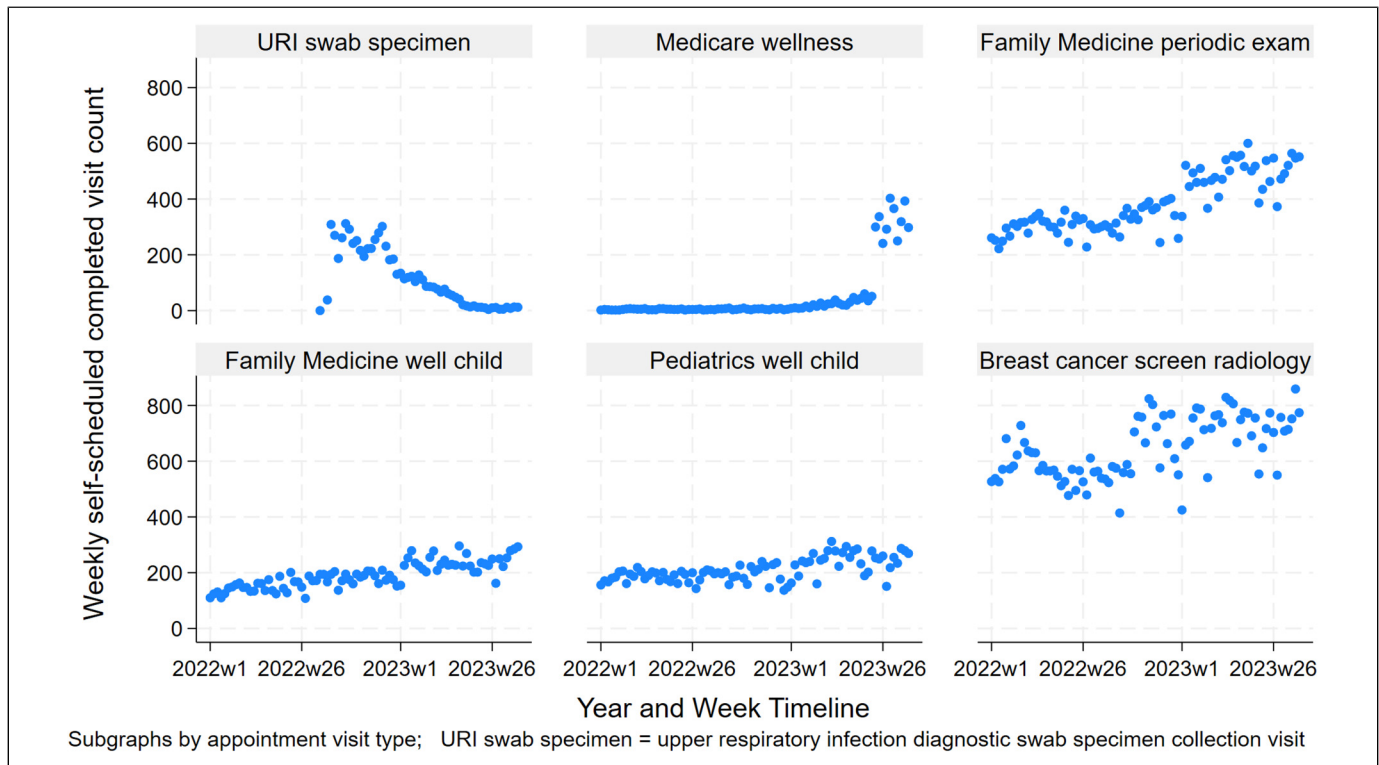 URI swab specimen
Medicare wellness
Family Medicine periodic exam
Weekly self-scheduled completed visit count
800
600
400
200
0
Family Medicine well child
Pediatrics well child
Breast cancer screen radiology
800
600
400
200
0
2022w1 2022w26 2023w1 2023w26
2022w1 2022w26 2023w1 2023w26
2022w1 2022w26 2023w1 2023w26
Year and Week Timeline
Subgraphs by appointment visit type; URI swab specimen = upper respiratory infection diagnostic swab specimen collection visit